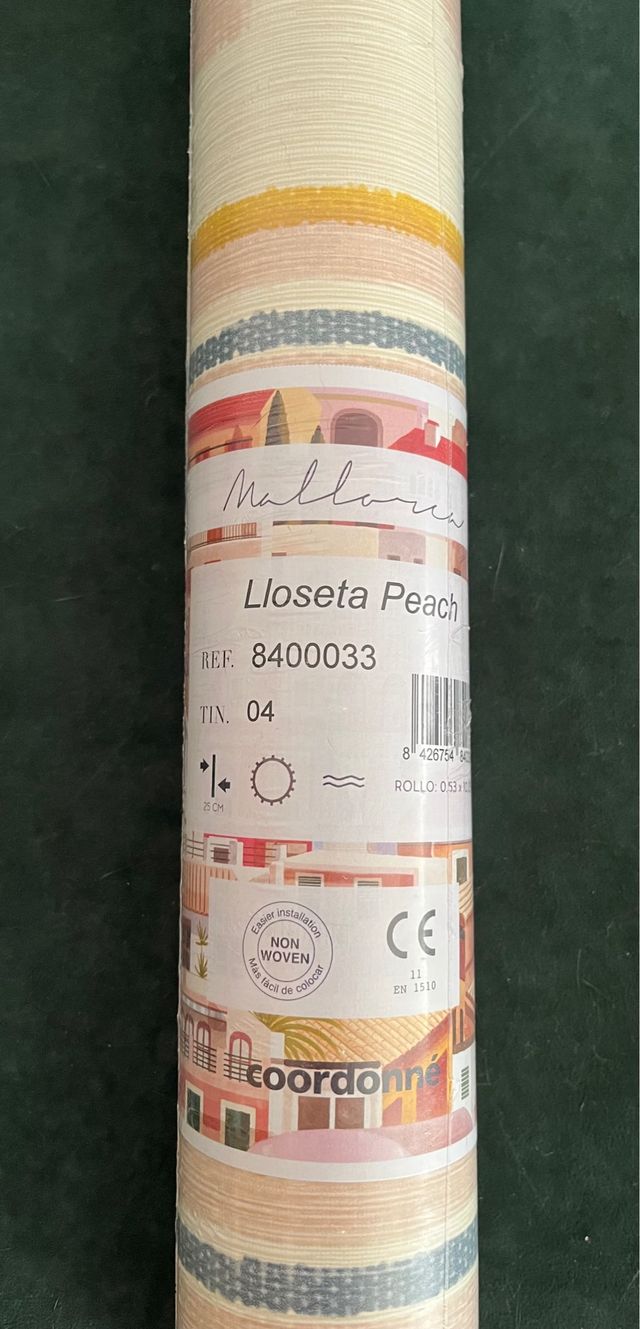 Mallorca
Lloseta Peach
REF. 8400033
TIN. 04
8 426754
25 CM
ROLLO: 0,53 x
Easier installation
NON
WOVEN
Más fácil de colocar
CE
11
EN 1510
coordonné